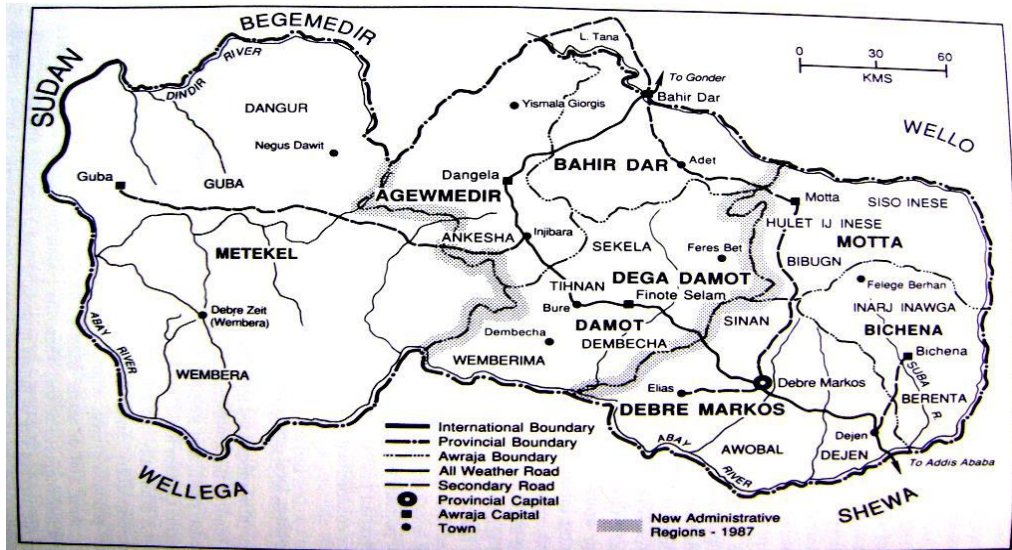 BEGEMEDIR
SUDAN
DINDIR
RIVER
L. Tana
To Gonder
0 30 60
KMS
DANGUR
Yismala Giorgis
Bahir Dar
WELLO
Negus Dawit
BAHIR DAR
Adet
Guba
GUBA
Dangela
AGEWMEDIR
Motta
SISO INESE
HULET IJ INESE
ANKESHA
Injibara
SEKELA
Feres Bet
MOTTA
METEKEL
BIBUGN
DEGA DAMOT
TIHNAN
Finote Selam
Felege Berhan
INARJ INAWGA
Bure
Debre Zeit
(Wembera)
ABAY
RIVER
DAMOT
SINAN
BICHENA
Dembecha
DEMBECHA
Bichena
WEMBERIMA
WEMBERA
SUBA R.
Elias
Debre Markos
BERENTA
DEBRE MARKOS
Dejen
ABAY
RIVER
AWOBAL
DEJEN
To Addis Ababa
WELLEGA
SHEWA
International Boundary
Provincial Boundary
Awraja Boundary
All Weather Road
Secondary Road
Provincial Capital
Awraja Capital
Town
New Administrative
Regions - 1987